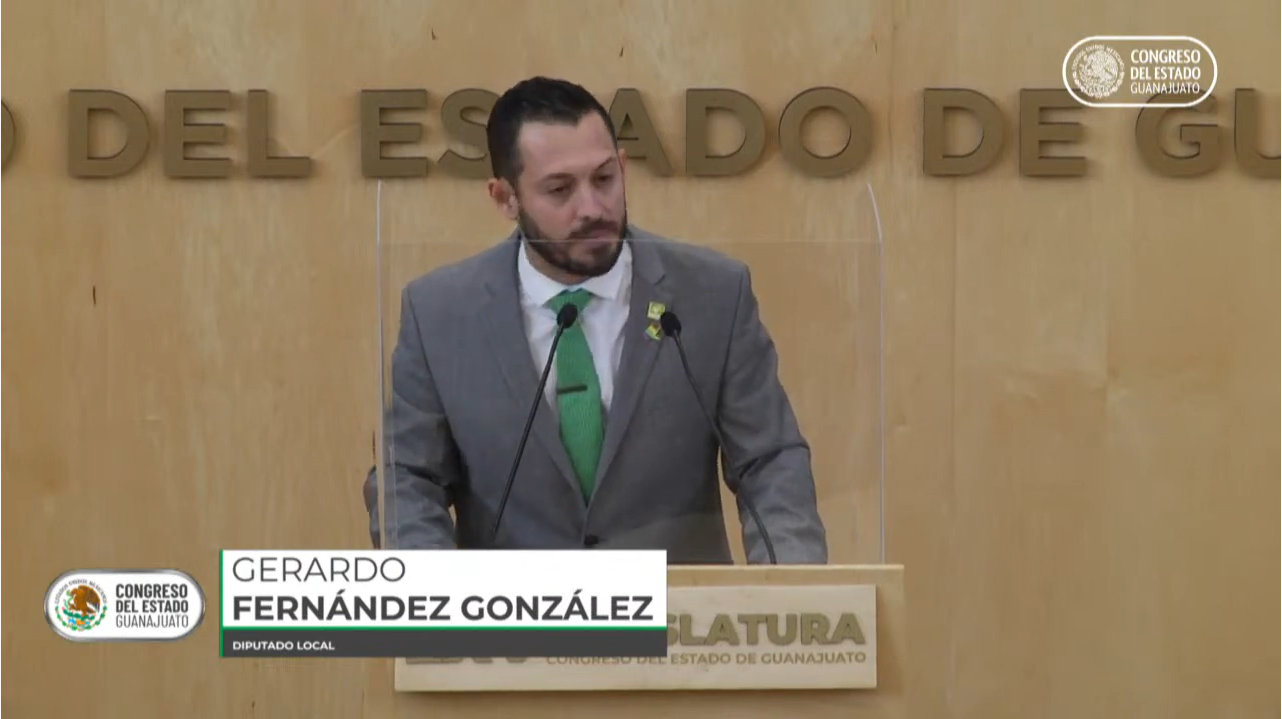 CONGRESO
DEL ESTADO
GUANAJUATO
DEL ESTADO DE GU
GERARDO
FERNÁNDEZ GONZÁLEZ
DIPUTADO LOCAL
CONGRESO
DEL ESTADO
GUANAJUATO
SLATURA
CONGRESO DEL ESTADO DE GUANAJUATO